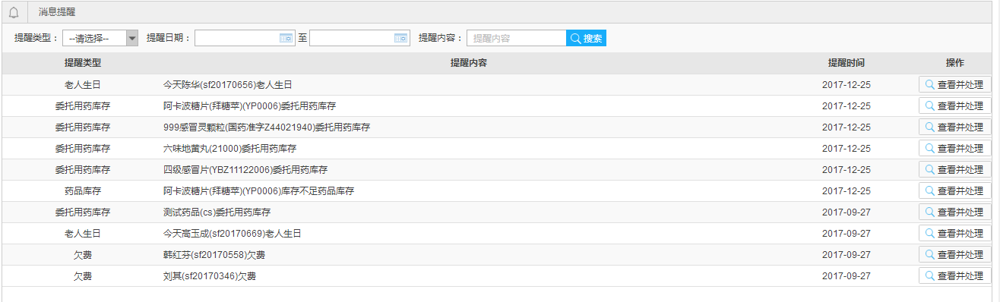 消息提醒
提醒类型： --请选择-- 提醒日期： 至 提醒内容： 提醒内容 搜索
提醒类型 提醒内容 提醒时间 操作
老人生日 今天陈华(sf20170656)老人生日 2017-12-25 查看并处理
委托用药库存 阿卡波糖片(拜糖苹)(YP0006)委托用药库存 2017-12-25 查看并处理
委托用药库存 999感冒灵颗粒(国药准字Z44021940)委托用药库存 2017-12-25 查看并处理
委托用药库存 六味地黄丸(21000)委托用药库存 2017-12-25 查看并处理
委托用药库存 四级感冒片(YBZ11122006)委托用药库存 2017-12-25 查看并处理
药品库存 阿卡波糖片(拜糖苹)(YP0006)库存不足药品库存 2017-12-25 查看并处理
委托用药库存 测试药品(cs)委托用药库存 2017-09-27 查看并处理
老人生日 今天高玉成(sf20170669)老人生日 2017-09-27 查看并处理
欠费 韩红芬(sf20170558)欠费 2017-09-27 查看并处理
欠费 刘其(sf20170346)欠费 2017-09-27 查看并处理